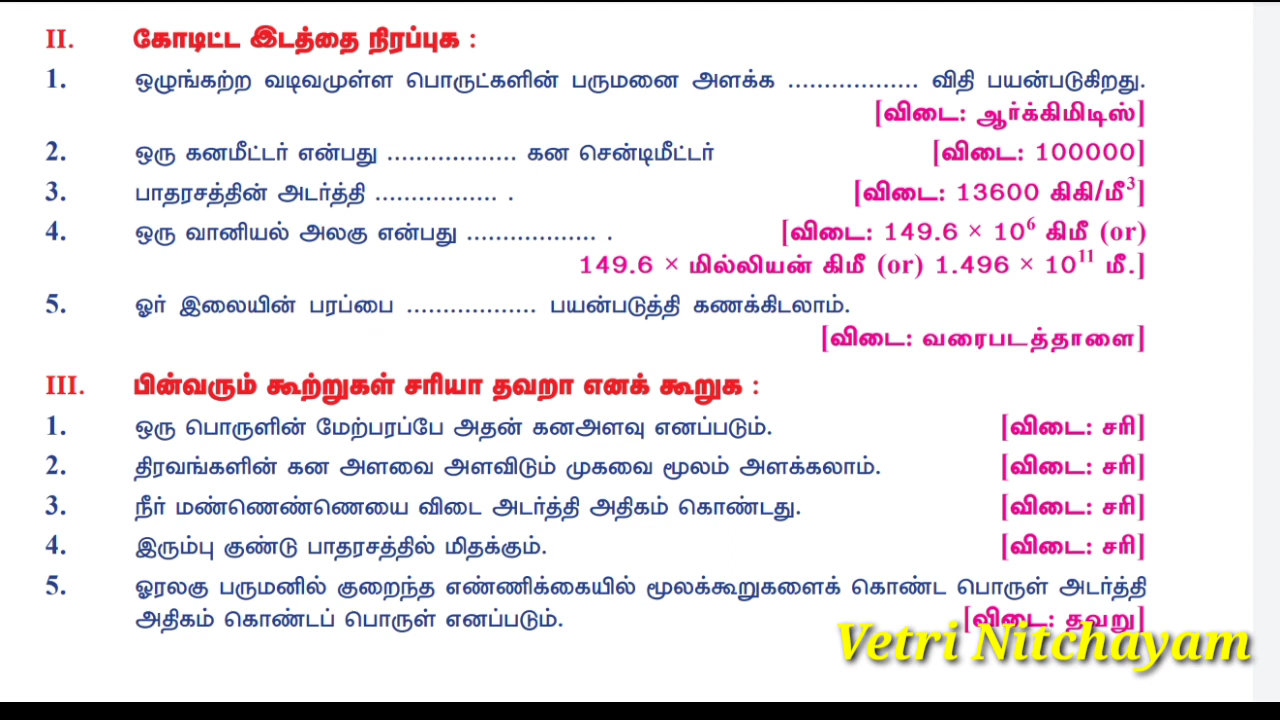 II. கோடிட்ட இடத்தை நிரப்புக :
1. ஒழுங்கற்ற வடிவமுள்ள பொருட்களின் பருமனை அளக்க .................. விதி பயன்படுகிறது.
[விடை: ஆர்க்கிமிடிஸ்]
2. ஒரு கனமீட்டர் என்பது .................. கன சென்டிமீட்டர் [விடை: 100000]
3. பாதரசத்தின் அடர்த்தி ................. . [விடை: 13600 கிகி/மீ³]
4. ஒரு வானியல் அலகு என்பது .................. . [விடை: 149.6 × 10⁶ கிமீ (or)
149.6 × மில்லியன் கிமீ (or) 1.496 × 10¹¹ மீ.]
5. ஓர் இலையின் பரப்பை .................. பயன்படுத்தி கணக்கிடலாம்.
[விடை: வரைபடத்தாளை]
III. பின்வரும் கூற்றுகள் சரியா தவறா எனக் கூறுக :
1. ஒரு பொருளின் மேற்பரப்பே அதன் கனஅளவு எனப்படும். [விடை: சரி]
2. திரவங்களின் கன அளவை அளவிடும் முகவை மூலம் அளக்கலாம். [விடை: சரி]
3. நீர் மண்ணெண்ணெயை விடை அடர்த்தி அதிகம் கொண்டது. [விடை: சரி]
4. இரும்பு குண்டு பாதரசத்தில் மிதக்கும். [விடை: சரி]
5. ஓரலகு பருமனில் குறைந்த எண்ணிக்கையில் மூலக்கூறுகளைக் கொண்ட பொருள் அடர்த்தி
அதிகம் கொண்டப் பொருள் எனப்படும். [விடை: தவறு]
Vetri Nitchayam